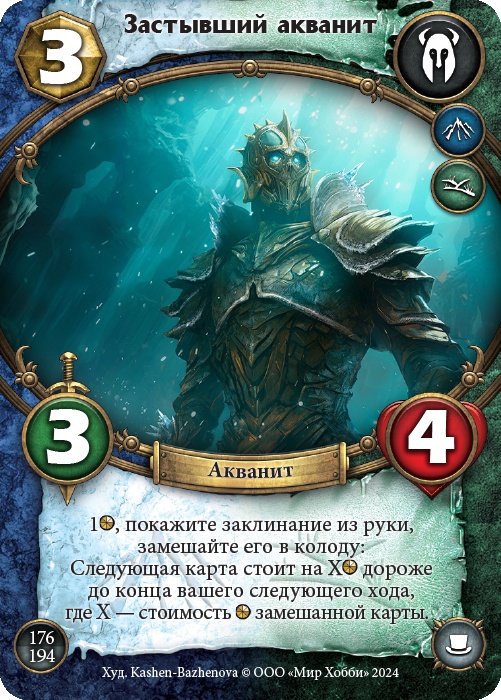 3
Застывший акванит
3
4
Акванит
1, покажите заклинание из руки,
замешайте его в колоду:
Следующая карта стоит на X дороже
до конца вашего следующего хода,
где X — стоимость замешанной карты.
176
194
Худ. Kashen-Bazhenova © ООО «Мир Хобби» 2024